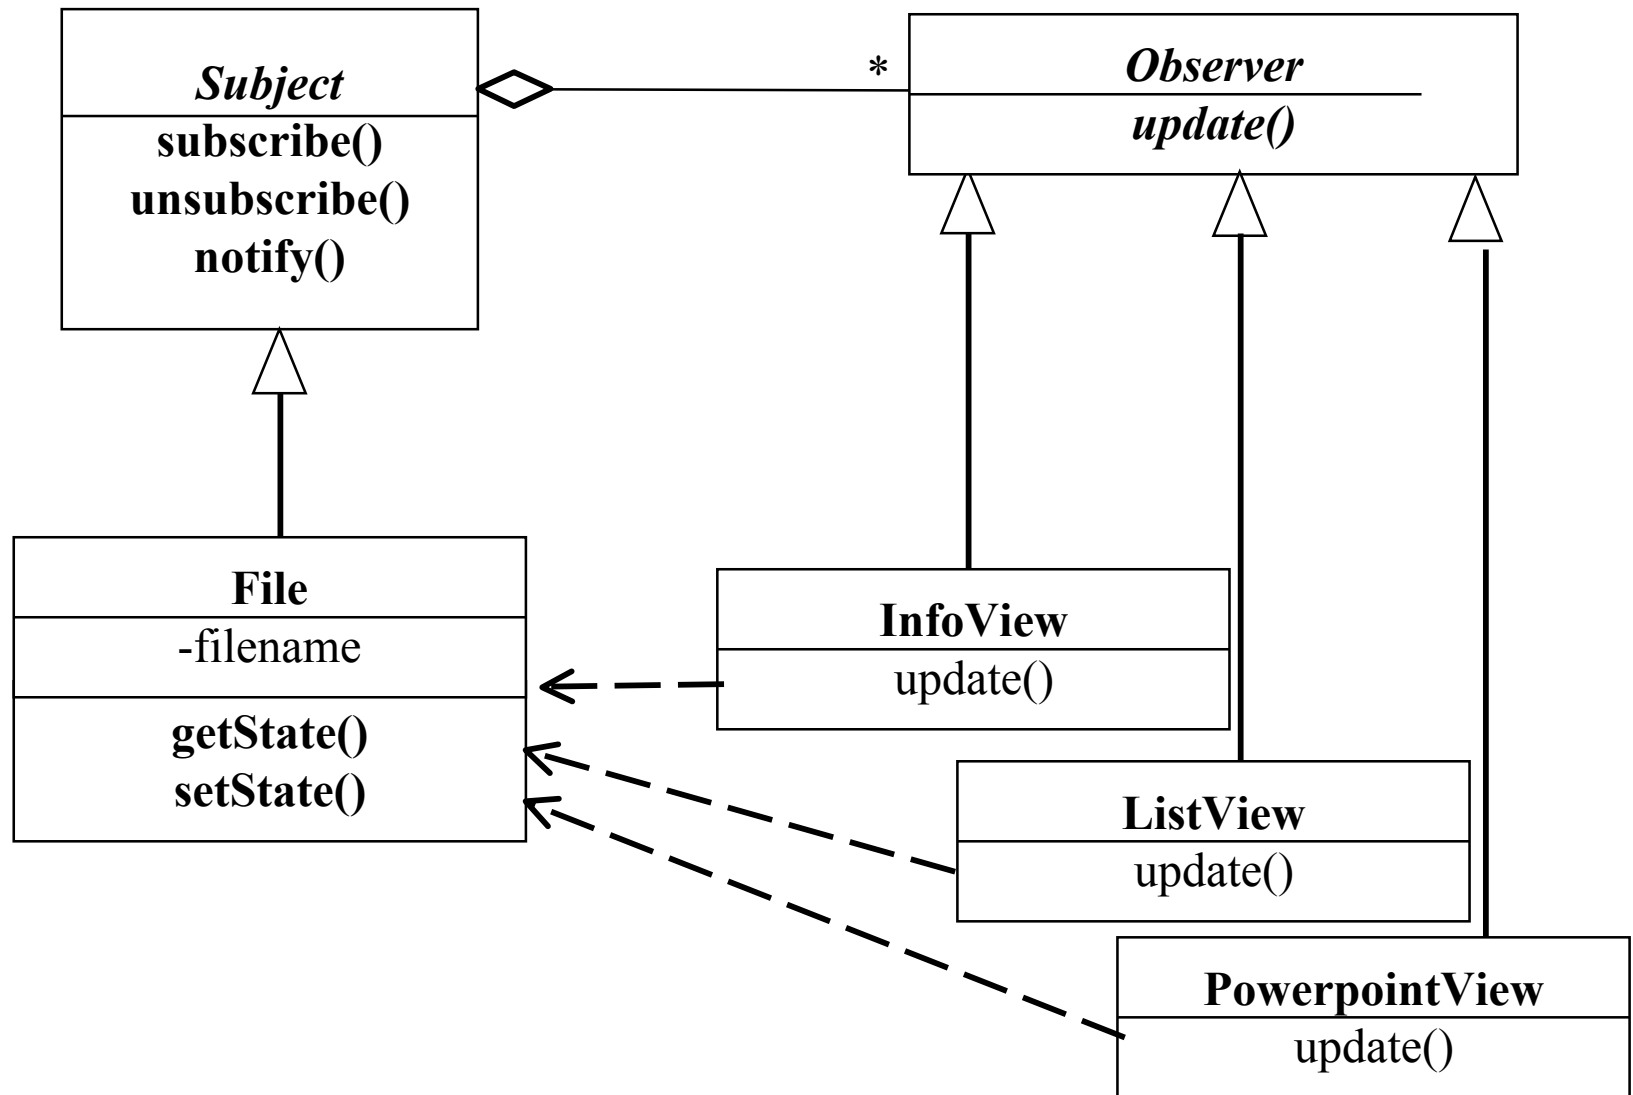 Subject
subscribe()
unsubscribe()
notify()
*
Observer
update()
File
-filename
getState()
setState()
InfoView
update()
ListView
update()
PowerpointView
update()